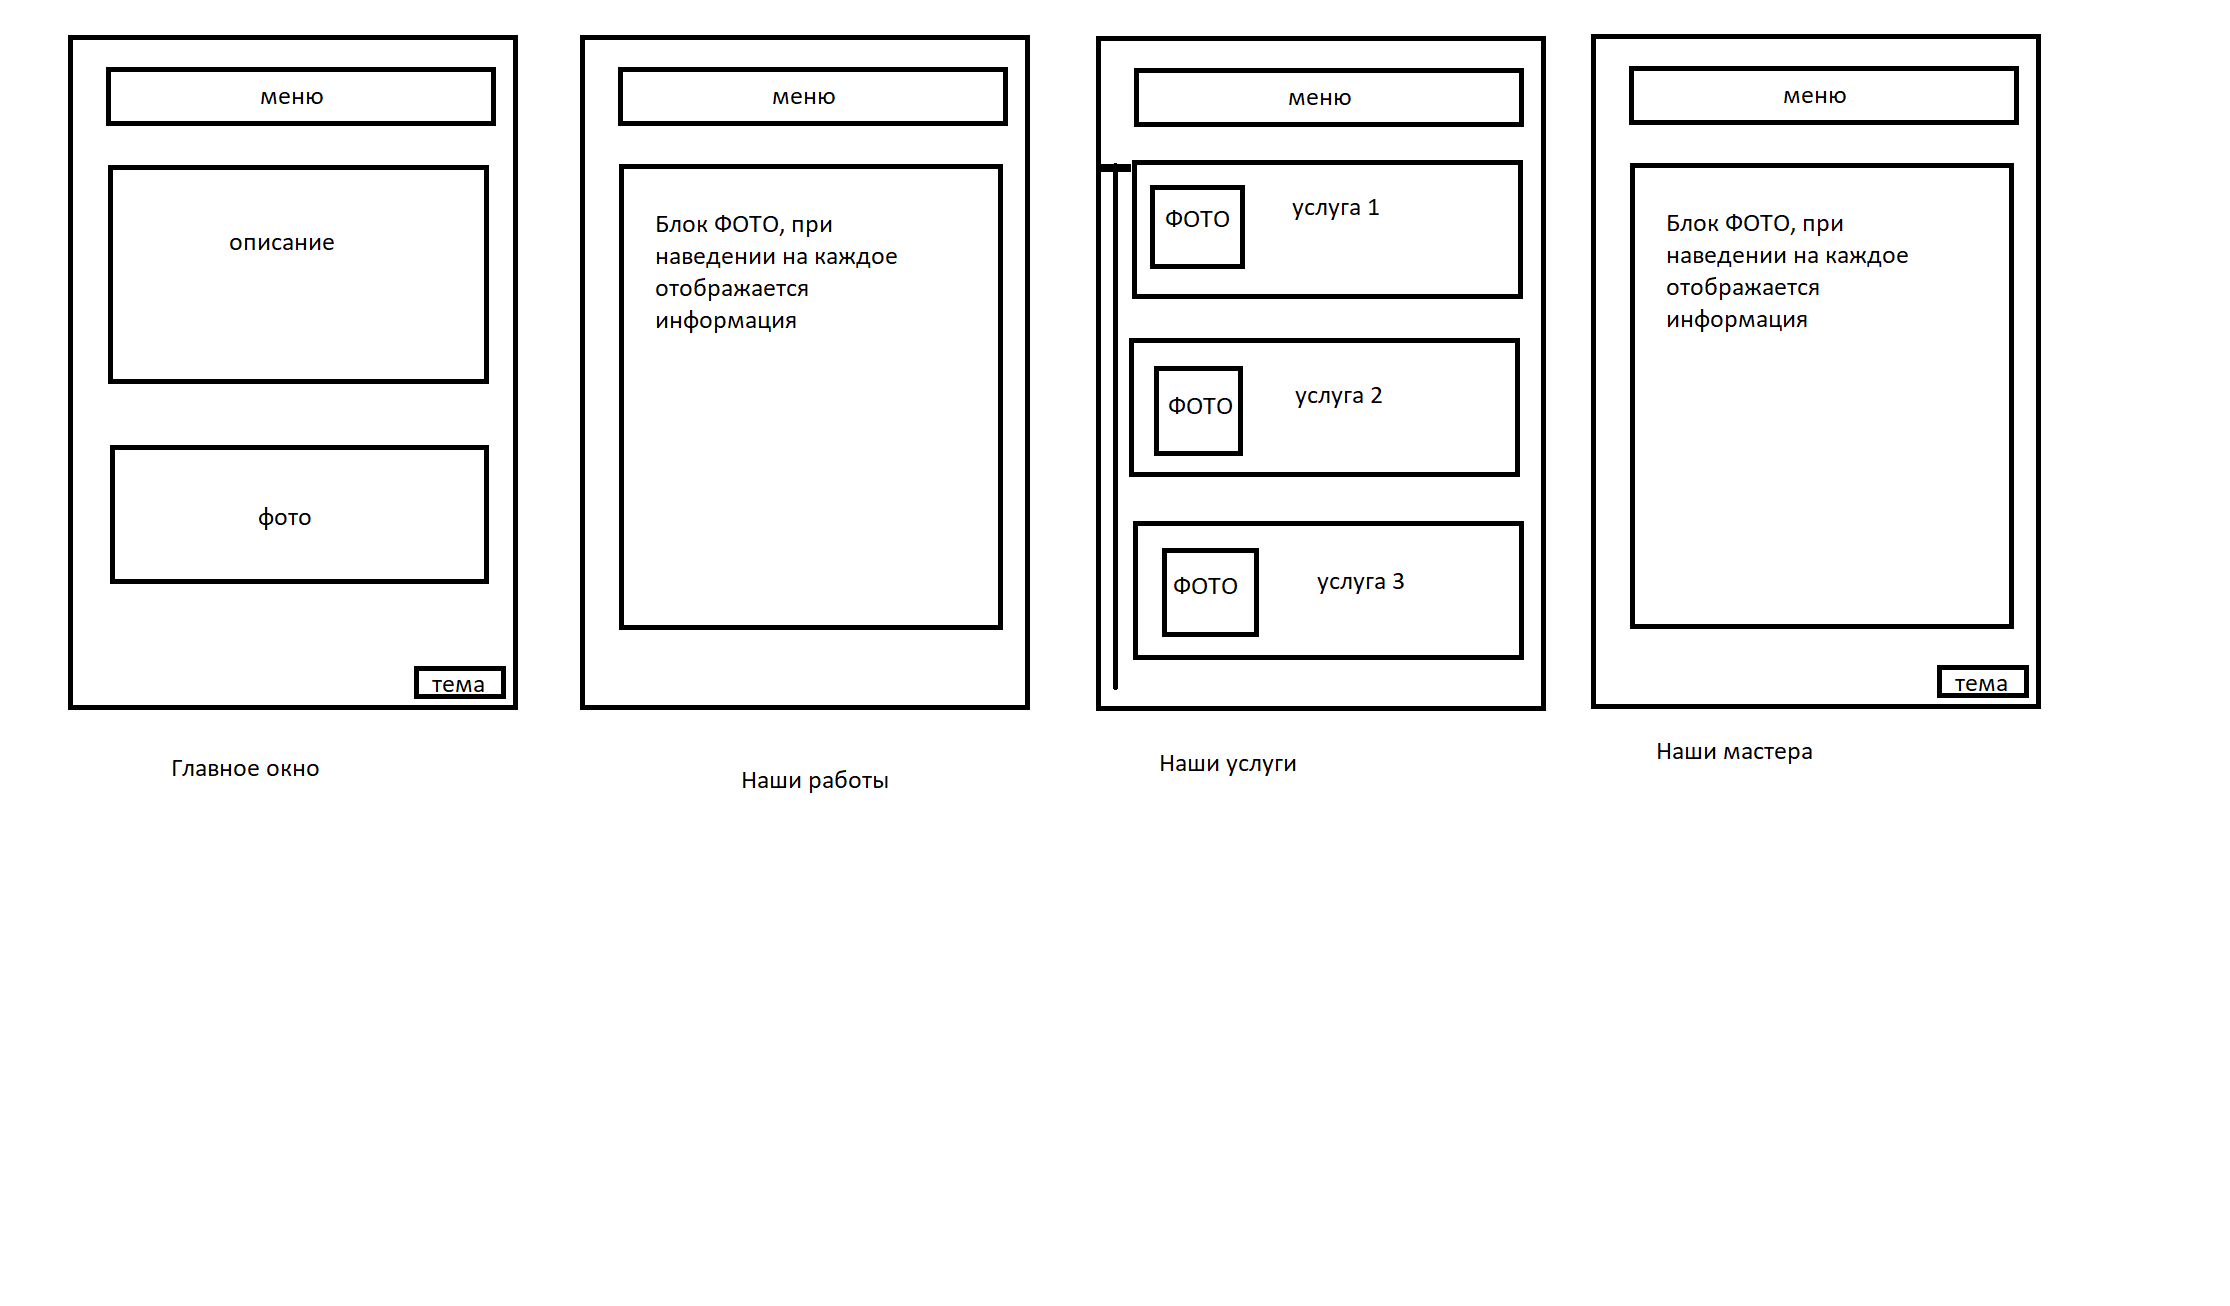 меню
описание
фото
тема
Главное окно
меню
Блок ФОТО, при
наведении на каждое
отображается
информация
Наши работы
меню
ФОТО
услуга 1
ФОТО
услуга 2
ФОТО
услуга 3
Наши услуги
меню
Блок ФОТО, при
наведении на каждое
отображается
информация
тема
Наши мастера